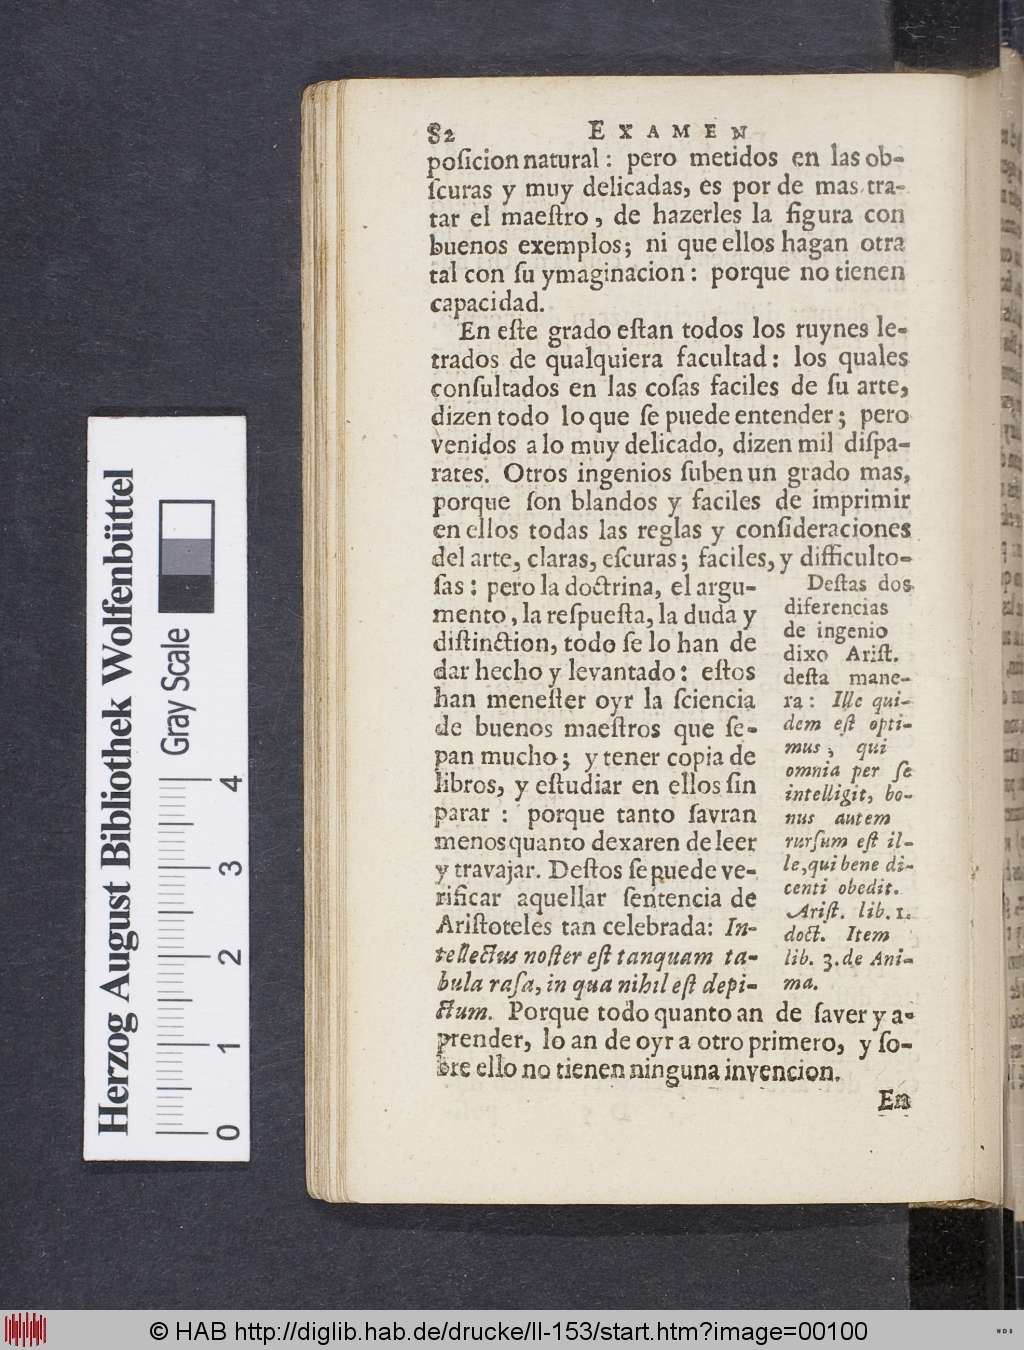 82 EXAMEN
poſicion natural: pero metidos en las ob-
ſcuras y muy delicadas, es por de mas tra-
tar el maeſtro, de hazerles la figura con
buenos exemplos; ni que ellos hagan otra
tal con ſu ymaginacion: porque no tienen
capacidad.
En eſte grado eſtan todos los ruynes le-
trados de qualquiera facultad: los quales
conſultados en las coſas faciles de ſu arte,
dizen todo lo que ſe puede entender; pero
venidos a lo muy delicado, dizen mil diſpa-
rates. Otros ingenios ſuben un grado mas,
porque ſon blandos y faciles de imprimir
en ellos todas las reglas y conſideraciones
del arte, claras, eſcuras; faciles, y difficulto-
ſas: pero la doctrina, el argu-
mento, la reſpueſta, la duda y
diſtinction, todo ſe lo han de
dar hecho y levantado: eſtos
han meneſter oyr la ſciencia
de buenos maeſtros que ſe-
pan mucho; y tener copia de
libros, y eſtudiar en ellos ſin
parar: porque tanto ſavran
menos quanto dexaren de leer
y travajar. Deſtos ſe puede ve-
rificar aquellar ſentencia de
Ariſtoteles tan celebrada: In-
tellectus noſter eſt tanquam ta-
bula raſa, in qua nihil eſt depi-
ctum. Porque todo quanto an de ſaver y a-
prender, lo an de oyr a otro primero, y ſo-
bre ello no tienen ninguna invencion.
En
Deſtas dos
diferencias
de ingenio
dixo Ariſt.
deſta mane-
ra: Ille qui-
dem eſt opti-
mus, qui
omnia per ſe
intelligit, bo-
nus autem
rurſum eſt il-
le, qui bene di-
centi obedit.
Ariſt. lib. 1.
doct. Item
lib. 3. de Ani-
ma.
Herzog August Bibliothek Wolfenbüttel
Gray Scale
0 1 2 3 4
© HAB http://diglib.hab.de/drucke/ll-153/start.htm?image=00100